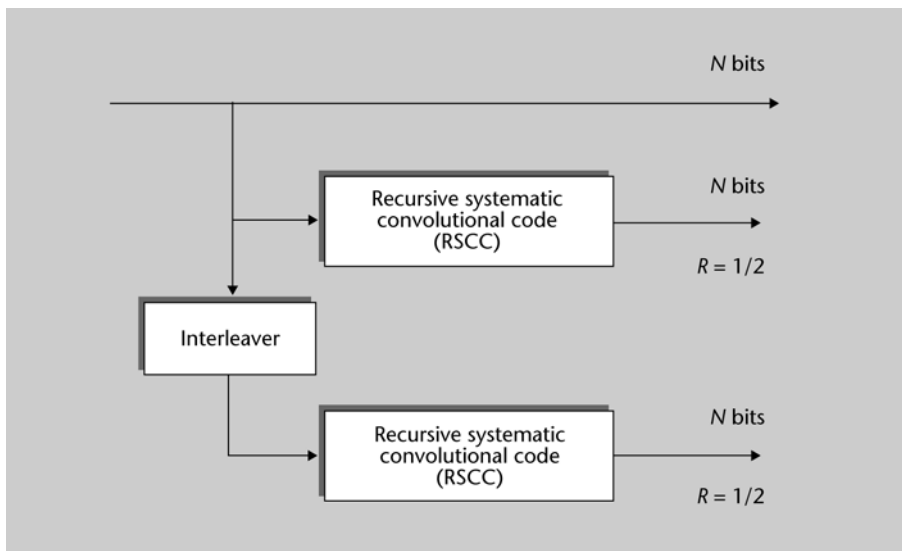 N bits
Recursive systematic
convolutional code
(RSCC)
N bits
R = 1/2
Interleaver
Recursive systematic
convolutional code
(RSCC)
N bits
R = 1/2